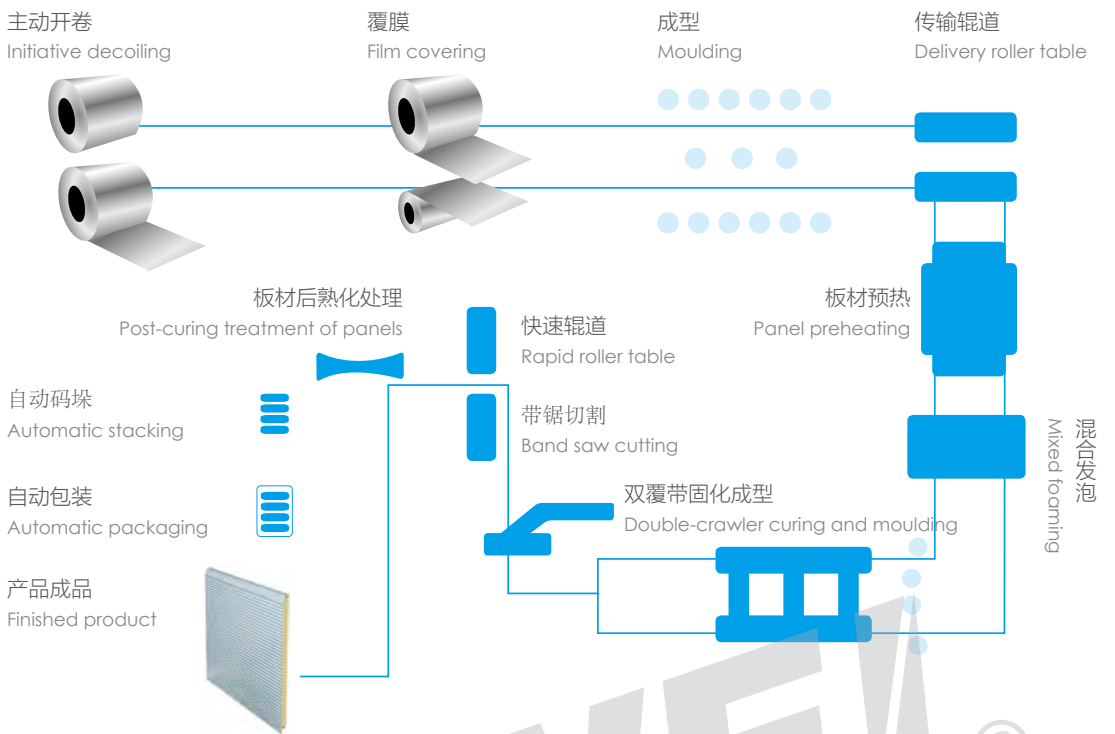 主动开卷
Initiative decoiling
覆膜
Film covering
成型
Moulding
传输辊道
Delivery roller table
板材后熟化处理
Post-curing treatment of panels
快速辊道
Rapid roller table
板材预热
Panel preheating
自动码垛
Automatic stacking
带锯切割
Band saw cutting
混合发泡
Mixed foaming
自动包装
Automatic packaging
双覆带固化成型
Double-crawler curing and moulding
产品成品
Finished product